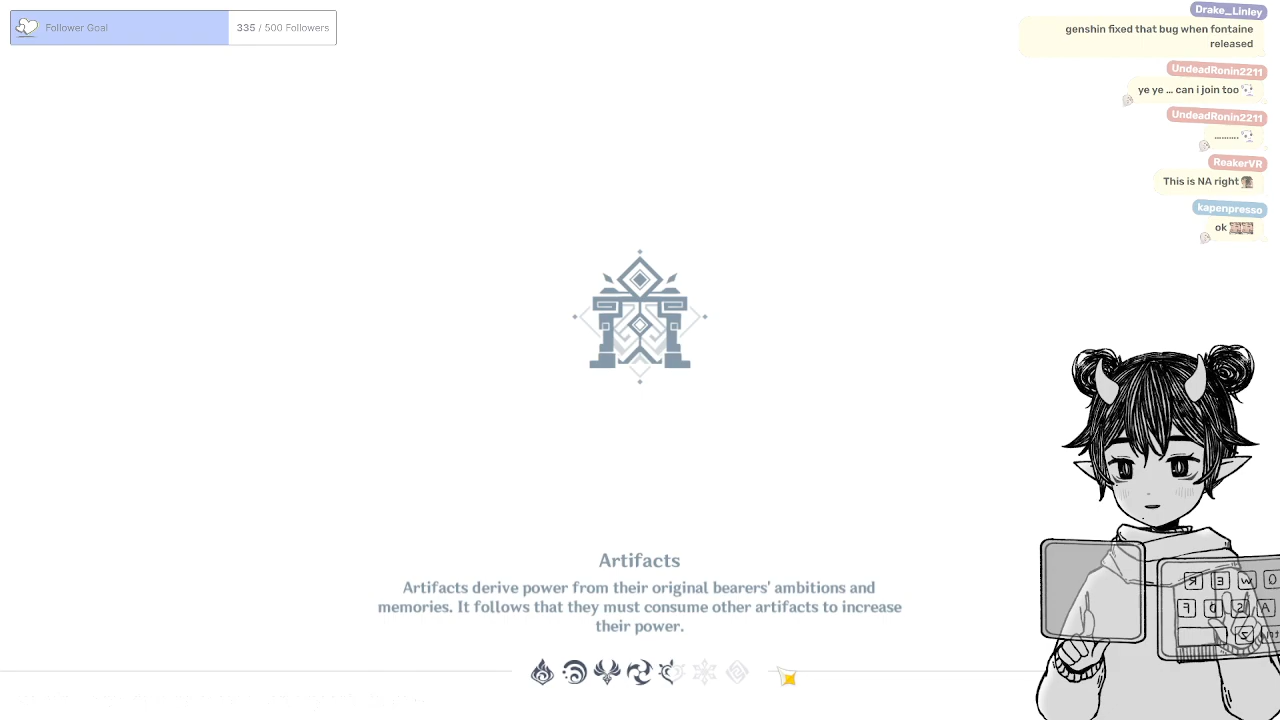 Follower Goal
335 / 500 Followers
Drake_Linley
genshin fixed that bug when fontaine
released
UndeadRonin2211
ye ye ... can i join too
UndeadRonin2211
..........
ReakerVR
This is NA right
kapenpresso
ok
Artifacts
Artifacts derive power from their original bearers' ambitions and
memories. It follows that they must consume other artifacts to increase
their power.
Q W E R
A S D F
Z